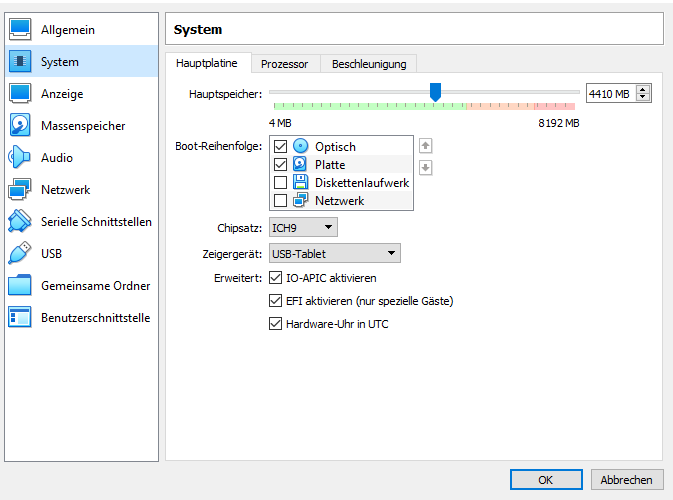 Allgemein
System
Anzeige
Massenspeicher
Audio
Netzwerk
Serielle Schnittstellen
USB
Gemeinsame Ordner
Benutzerschnittstelle
System
Hauptplatine Prozessor Beschleunigung
Hauptspeicher: 4410 MB
4 MB 8192 MB
Boot-Reihenfolge: Optisch
Platte
Diskettenlaufwerk
Netzwerk
Chipsatz: ICH9
Zeigergerät: USB-Tablet
Erweitert: IO-APIC aktivieren
EFI aktivieren (nur spezielle Gäste)
Hardware-Uhr in UTC
OK Abbrechen